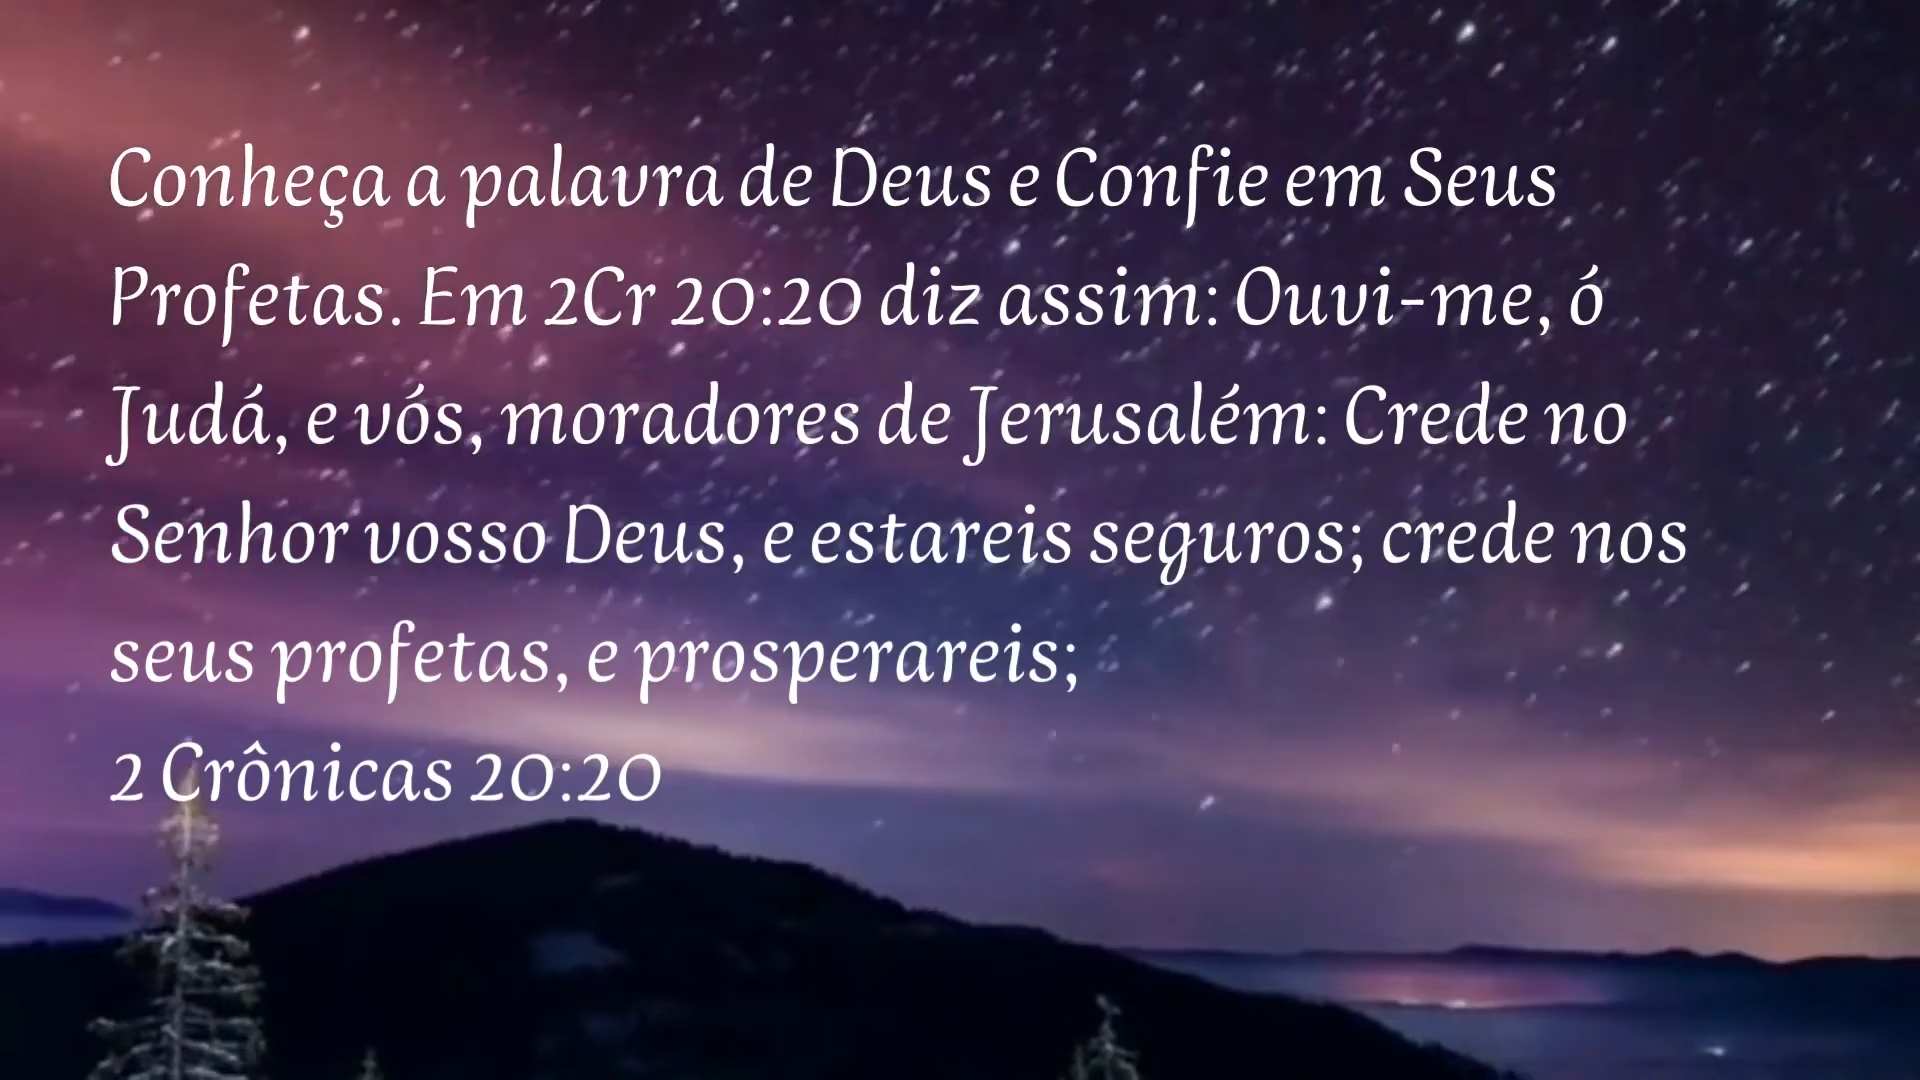 Conheça a palavra de Deus e Confie em Seus
Profetas. Em 2Cr 20:20 diz assim: Ouvi-me, ó
Judá, e vós, moradores de Jerusalém: Crede no
Senhor vosso Deus, e estareis seguros; crede nos
seus profetas, e prosperareis;
2 Crônicas 20:20